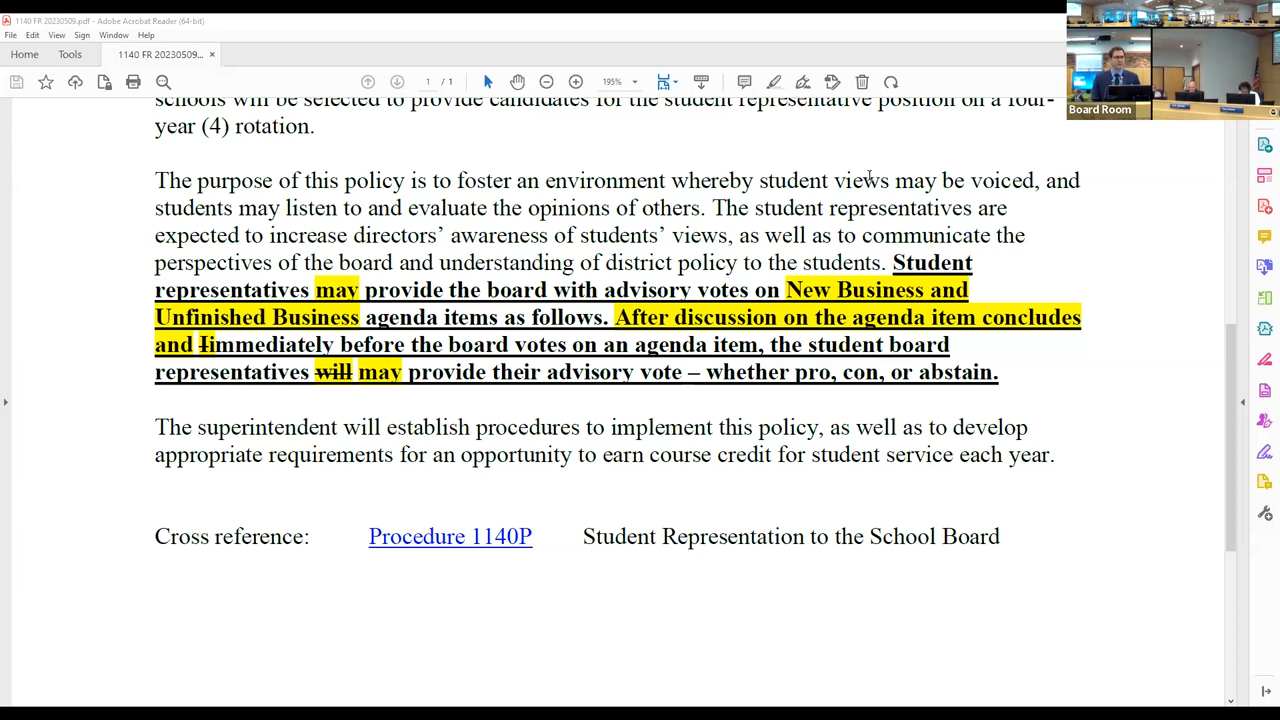 1140 FR 20230509.pdf - Adobe Acrobat Reader (64-bit)
File Edit View Sign Window Help
Home Tools 1140 FR 20230509... ×
1 / 1 195%
Board Room
schools will be selected to provide candidates for the student representative position on a four-
year (4) rotation.
The purpose of this policy is to foster an environment whereby student views may be voiced, and
students may listen to and evaluate the opinions of others. The student representatives are
expected to increase directors’ awareness of students’ views, as well as to communicate the
perspectives of the board and understanding of district policy to the students. Student
representatives may provide the board with advisory votes on New Business and
Unfinished Business agenda items as follows. After discussion on the agenda item concludes
and Iimmediately before the board votes on an agenda item, the student board
representatives will may provide their advisory vote – whether pro, con, or abstain.
The superintendent will establish procedures to implement this policy, as well as to develop
appropriate requirements for an opportunity to earn course credit for student service each year.
Cross reference: Procedure 1140P Student Representation to the School Board